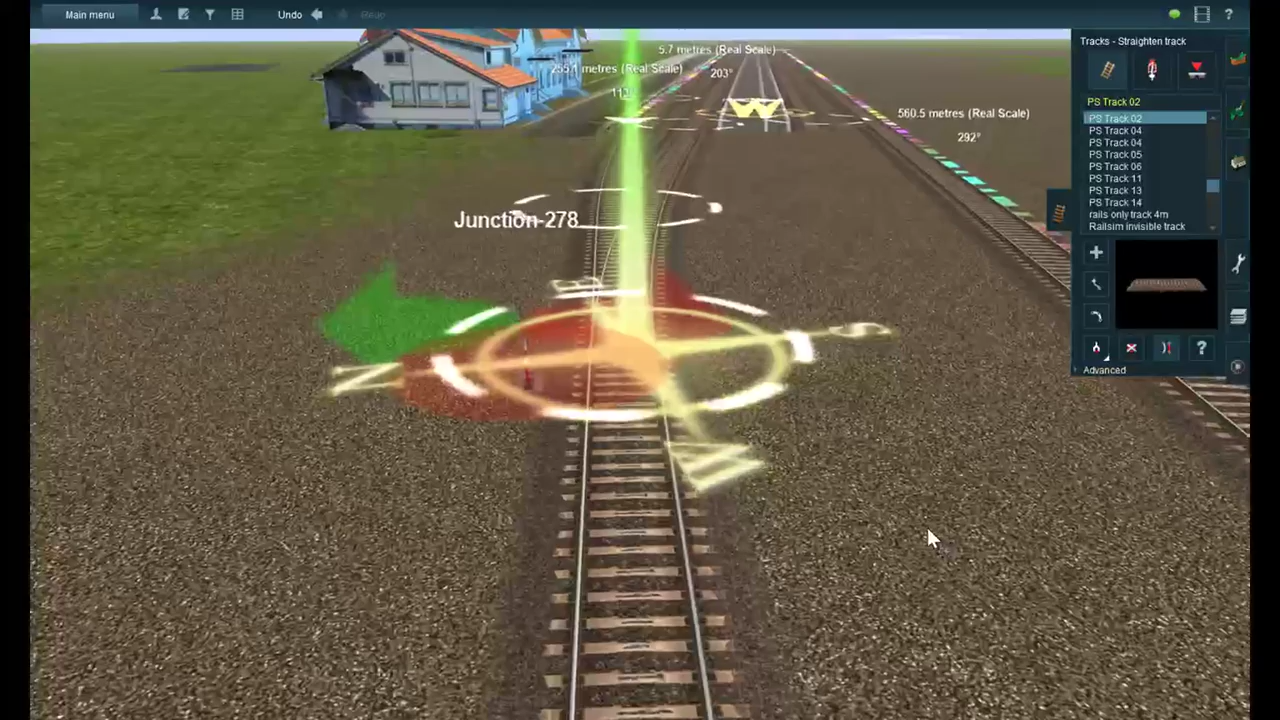 Main menu
Undo
Redo
?
Tracks - Straighten track
5.7 metres (Real Scale)
203°
255.1 metres (Real Scale)
560.5 metres (Real Scale)
292°
PS Track 02
PS Track 02
PS Track 04
PS Track 04
PS Track 05
PS Track 06
PS Track 11
PS Track 13
PS Track 14
rails only track 4m
Railsim invisible track
Junction-278
N
W
?
Advanced